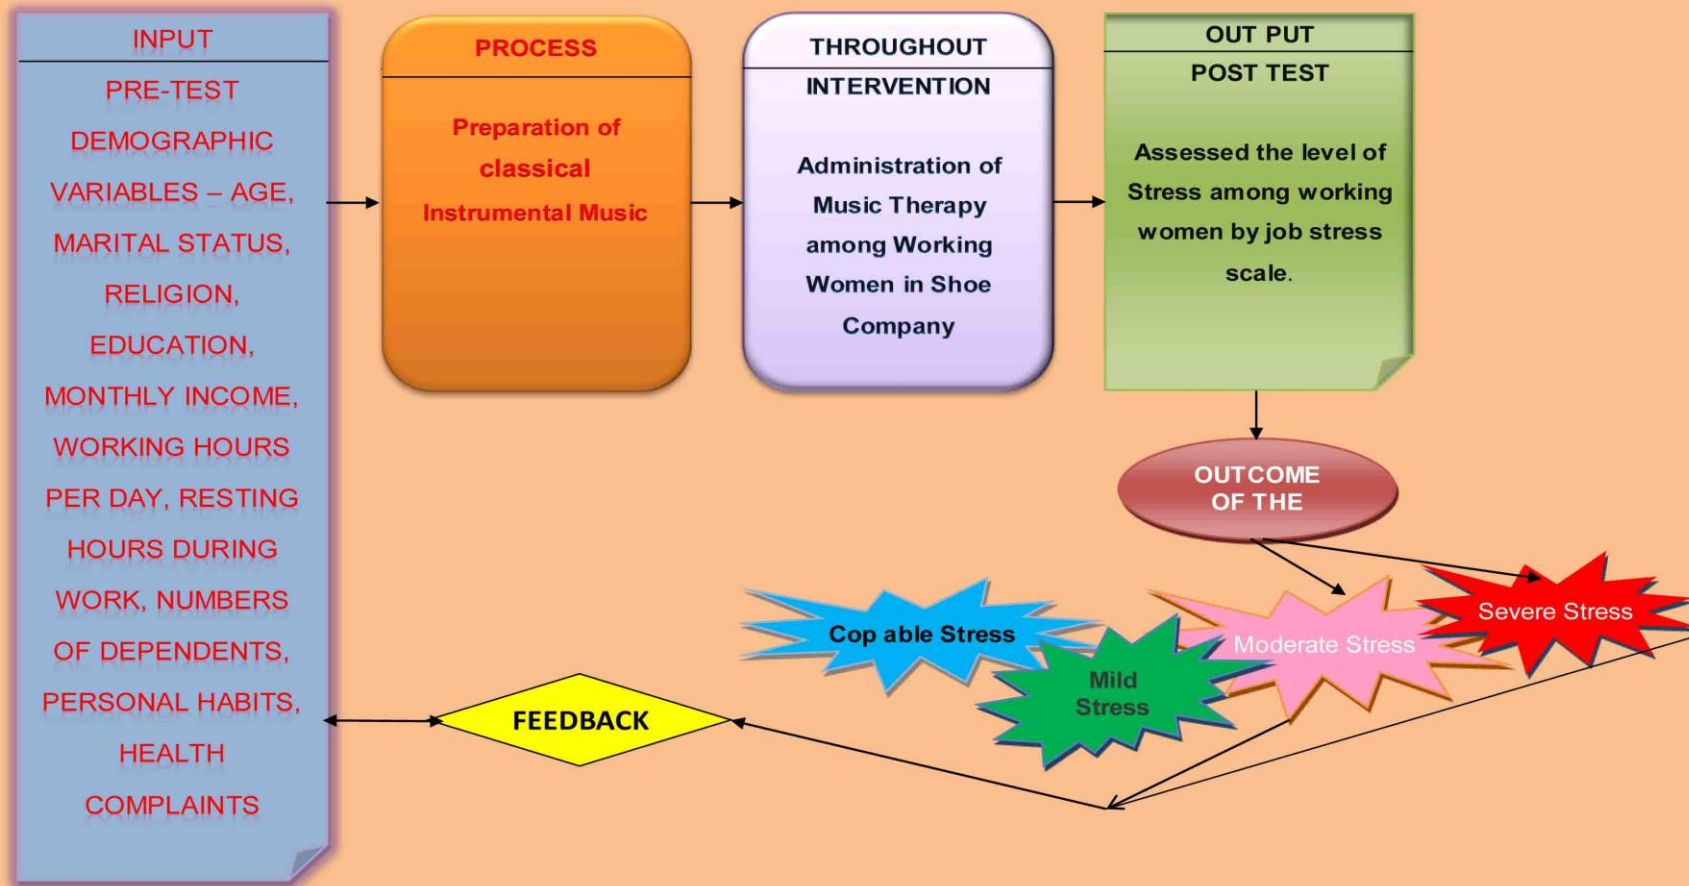 INPUT
PRE-TEST
DEMOGRAPHIC
VARIABLES – AGE,
MARITAL STATUS,
RELIGION,
EDUCATION,
MONTHLY INCOME,
WORKING HOURS
PER DAY, RESTING
HOURS DURING
WORK, NUMBERS
OF DEPENDENTS,
PERSONAL HABITS,
HEALTH
COMPLAINTS
PROCESS
Preparation of
classical
Instrumental Music
THROUGHOUT
INTERVENTION
Administration of
Music Therapy
among Working
Women in Shoe
Company
OUT PUT
POST TEST
Assessed the level of
Stress among working
women by job stress
scale.
OUTCOME
OF THE
Cop able Stress
Mild
Stress
Moderate Stress
Severe Stress
FEEDBACK